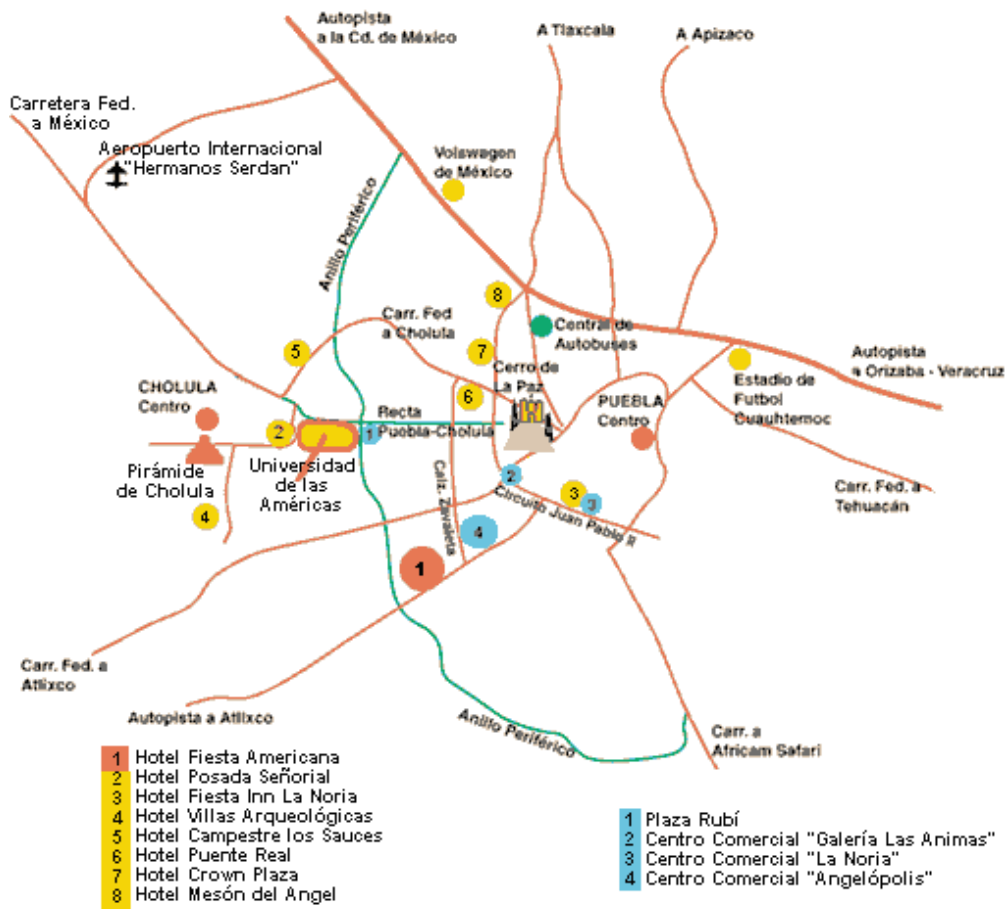 Autopista
a la Cd. de México
A Tlaxcala
A Apizaco
Carretera Fed.
a México
Aeropuerto Internacional
"Hermanos Serdan"
Volswagen
de México
Anillo Periférico
Carr. Fed
a Cholula
8
Central de
Autobuses
7
5
Cerro de
La Paz
6
Autopista
a Orizaba - Veracruz
Estadio de
Futbol
Cuauhtemoc
CHOLULA
Centro
PUEBLA
Centro
Recta
Puebla-Cholula
2
1
Pirámide
de Cholula
Universidad
de las
Américas
4
Calz. Zavaleta
2
3
3
Circuito Juan Pablo II
Carr. Fed. a
Tehuacán
4
1
Carr. Fed. a
Atlixco
Autopista a Atlixco
Anillo Periférico
Carr. a
Africam Safari
1 Hotel Fiesta Americana
2 Hotel Posada Señorial
3 Hotel Fiesta Inn La Noria
4 Hotel Villas Arqueológicas
5 Hotel Campestre los Sauces
6 Hotel Puente Real
7 Hotel Crown Plaza
8 Hotel Mesón del Angel
1 Plaza Rubí
2 Centro Comercial "Galería Las Animas"
3 Centro Comercial "La Noria"
4 Centro Comercial "Angelópolis"